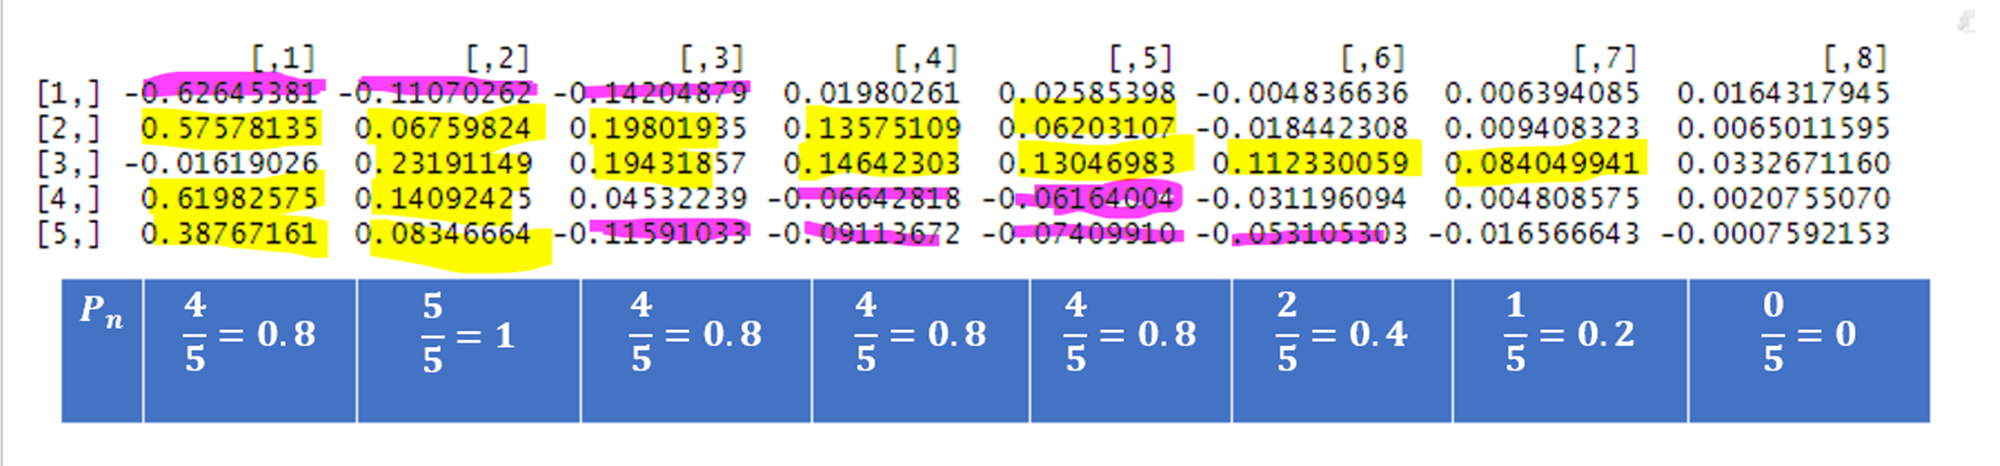 [,1] [,2] [,3] [,4] [,5] [,6] [,7] [,8]
[1,] -0.62645381 -0.11070262 -0.14204879 0.01980261 0.02585398 -0.004836636 0.006394085 0.0164317945
[2,] 0.57578135 0.06759824 0.19801935 0.13575109 0.06203107 -0.018442308 0.009408323 0.0065011595
[3,] -0.01619026 0.23191149 0.19431857 0.14642303 0.13046983 0.112330059 0.084049941 0.0332671160
[4,] 0.61982575 0.14092425 0.04532239 -0.06642818 -0.06164004 -0.031196094 0.004808575 0.0020755070
[5,] 0.38767161 0.08346664 -0.11591033 -0.09113672 -0.07409910 -0.053105303 -0.016566643 -0.0007592153
Pn 4/5 = 0.8 5/5 = 1 4/5 = 0.8 4/5 = 0.8 4/5 = 0.8 2/5 = 0.4 1/5 = 0.2 0/5 = 0